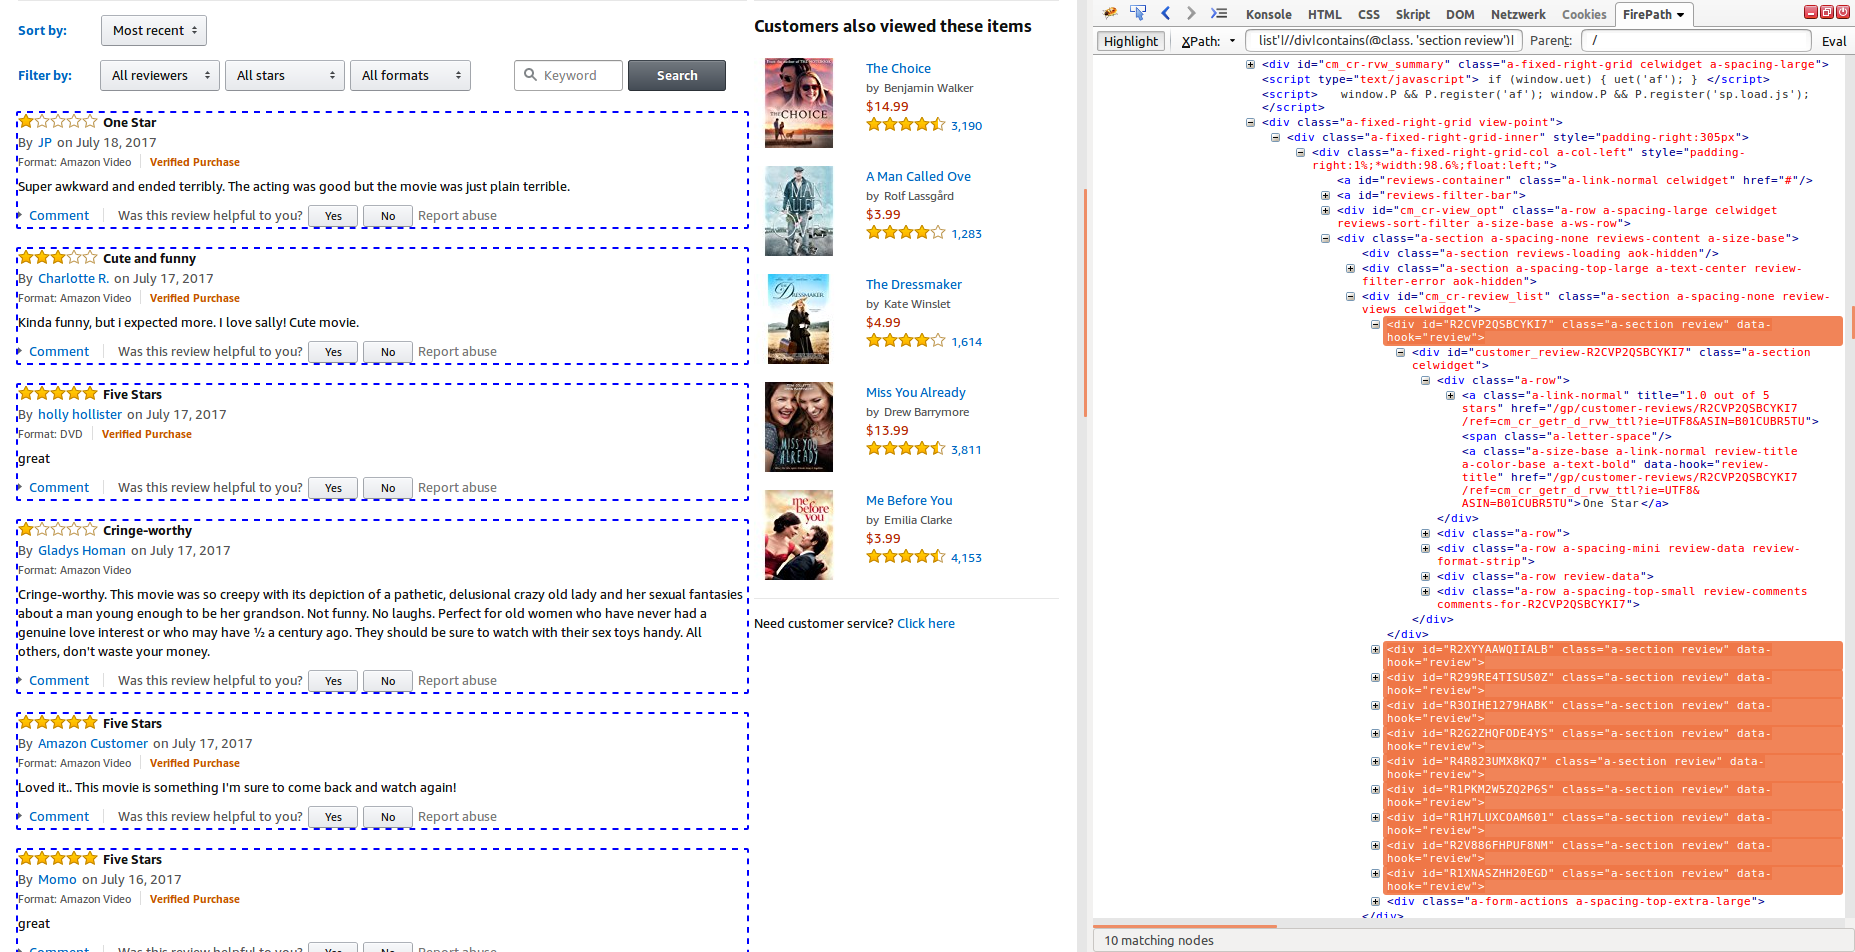 Sort by:
Most recent
Filter by:
All reviewers
All stars
All formats
Keyword
Search
One Star
By JP on July 18, 2017
Format: Amazon Video
Verified Purchase
Super awkward and ended terribly. The acting was good but the movie was just plain terrible.
Comment
Was this review helpful to you?
Yes
No
Report abuse
Cute and funny
By Charlotte R. on July 17, 2017
Format: Amazon Video
Verified Purchase
Kinda funny, but i expected more. I love sally! Cute movie.
Comment
Was this review helpful to you?
Yes
No
Report abuse
Five Stars
By holly hollister on July 17, 2017
Format: DVD
Verified Purchase
great
Comment
Was this review helpful to you?
Yes
No
Report abuse
Cringe-worthy
By Gladys Homan on July 17, 2017
Format: Amazon Video
Cringe-worthy. This movie was so creepy with its depiction of a pathetic, delusional crazy old lady and her sexual fantasies
about a man young enough to be her grandson. Not funny. No laughs. Perfect for old women who have never had a
genuine love interest or who may have ½ a century ago. They should be sure to watch with their sex toys handy. All
others, don't waste your money.
Comment
Was this review helpful to you?
Yes
No
Report abuse
Five Stars
By Amazon Customer on July 17, 2017
Format: Amazon Video
Verified Purchase
Loved it.. This movie is something I'm sure to come back and watch again!
Comment
Was this review helpful to you?
Yes
No
Report abuse
Five Stars
By Momo on July 16, 2017
Format: Amazon Video
Verified Purchase
great
Comment
Was this review helpful to you?
Yes
No
Report abuse
Customers also viewed these items
THE CHOICE
The Choice
by Benjamin Walker
$14.99
3,190
A Man Called Ove
by Rolf Lassgård
$3.99
1,283
DRESSMAKER
The Dressmaker
by Kate Winslet
$4.99
1,614
MISS YOU ALREADY
Miss You Already
by Drew Barrymore
$13.99
3,811
me before you
Me Before You
by Emilia Clarke
$3.99
4,153
Need customer service? Click here
Konsole HTML CSS Skript DOM Netzwerk Cookies FirePath
Highlight
XPath:
list']//div[contains(@class, 'section review')]
Parent:
/
Eval
<div id="cm_cr-rvw_summary" class="a-fixed-right-grid celwidget a-spacing-large">
<script type="text/javascript"> if (window.uet) { uet('af'); } </script>
<script> window.P && P.register('af'); window.P && P.register('sp.load.js');
</script>
<div class="a-fixed-right-grid view-point">
<div class="a-fixed-right-grid-inner" style="padding-right:305px">
<div class="a-fixed-right-grid-col a-col-left" style="padding-
right:1%;*width:98.6%;float:left;">
<a id="reviews-container" class="a-link-normal celwidget" href="#"/>
<a id="reviews-filter-bar">
<div id="cm_cr-view_opt" class="a-row a-spacing-large celwidget
reviews-sort-filter a-size-base a-ws-row">
<div class="a-section a-spacing-none reviews-content a-size-base">
<div class="a-section reviews-loading aok-hidden"/>
<div class="a-section a-spacing-top-large a-text-center review-
filter-error aok-hidden">
<div id="cm_cr-review_list" class="a-section a-spacing-none review-
views celwidget">
<div id="R2CVP2QSBCYKI7" class="a-section review" data-
hook="review">
<div id="customer_review-R2CVP2QSBCYKI7" class="a-section
celwidget">
<div class="a-row">
<a class="a-link-normal" title="1.0 out of 5
stars" href="/gp/customer-reviews/R2CVP2QSBCYKI7
/ref=cm_cr_getr_d_rvw_ttl?ie=UTF8&ASIN=B01CUBR5TU">
<span class="a-letter-space"/>
<a class="a-size-base a-link-normal review-title
a-color-base a-text-bold" data-hook="review-
title" href="/gp/customer-reviews/R2CVP2QSBCYKI7
/ref=cm_cr_getr_d_rvw_ttl?ie=UTF8&
ASIN=B01CUBR5TU">One Star</a>
</div>
<div class="a-row">
<div class="a-row a-spacing-mini review-data review-
format-strip">
<div class="a-row review-data">
<div class="a-row a-spacing-top-small review-comments
comments-for-R2CVP2QSBCYKI7">
</div>
</div>
<div id="R2XYYAAWQIIALB" class="a-section review" data-
hook="review">
<div id="R299RE4TISUS0Z" class="a-section review" data-
hook="review">
<div id="R3OIHE1279HABK" class="a-section review" data-
hook="review">
<div id="R2G2ZHQFODE4YS" class="a-section review" data-
hook="review">
<div id="R4R823UMX8KQ7" class="a-section review" data-
hook="review">
<div id="R1PKM2W5ZQ2P6S" class="a-section review" data-
hook="review">
<div id="R1H7LUXCOAM601" class="a-section review" data-
hook="review">
<div id="R2V886FHPUF8NM" class="a-section review" data-
hook="review">
<div id="R1XNASZHH20EGD" class="a-section review" data-
hook="review">
<div class="a-form-actions a-spacing-top-extra-large">
</div>
10 matching nodes